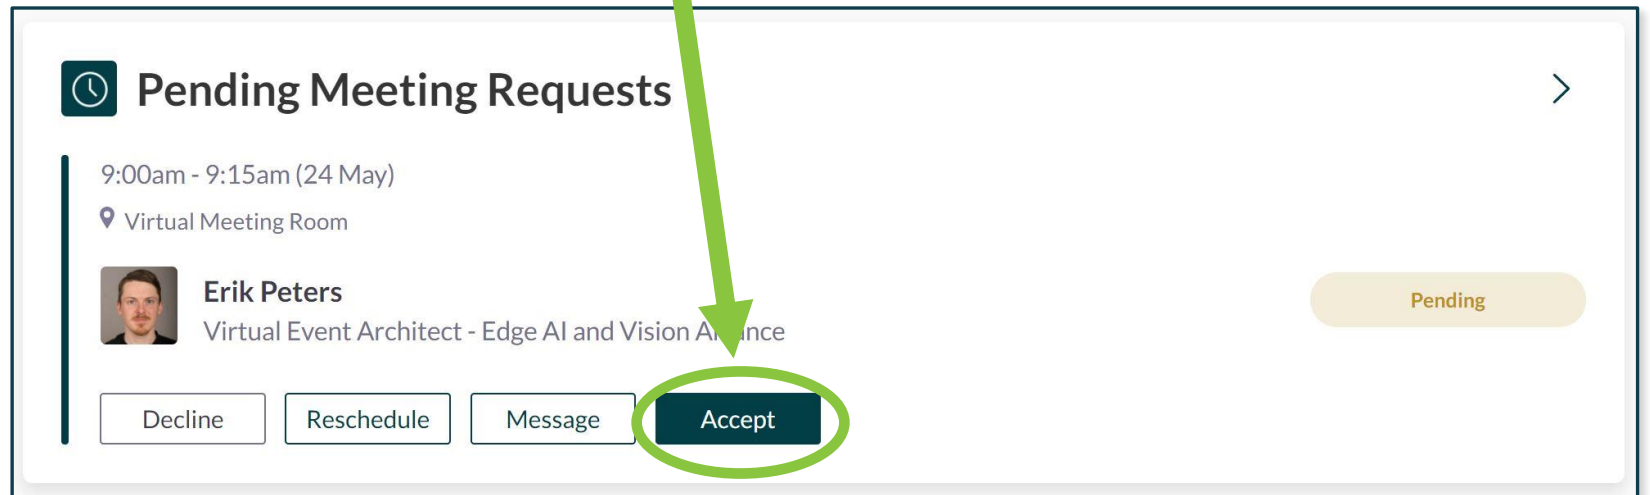 Pending Meeting Requests
9:00am - 9:15am (24 May)
Virtual Meeting Room
Erik Peters
Virtual Event Architect - Edge AI and Vision
Pending
Decline Reschedule Message Accept